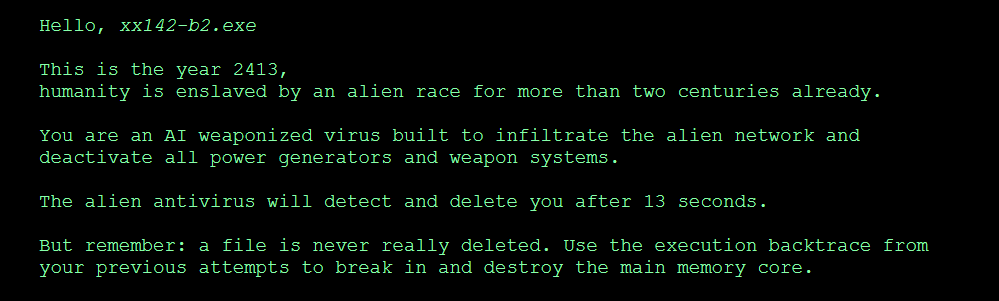 Hello, xx142-b2.exe
This is the year 2413,
humanity is enslaved by an alien race for more than two centuries already.
You are an AI weaponized virus built to infiltrate the alien network and
deactivate all power generators and weapon systems.
The alien antivirus will detect and delete you after 13 seconds.
But remember: a file is never really deleted. Use the execution backtrace from
your previous attempts to break in and destroy the main memory core.